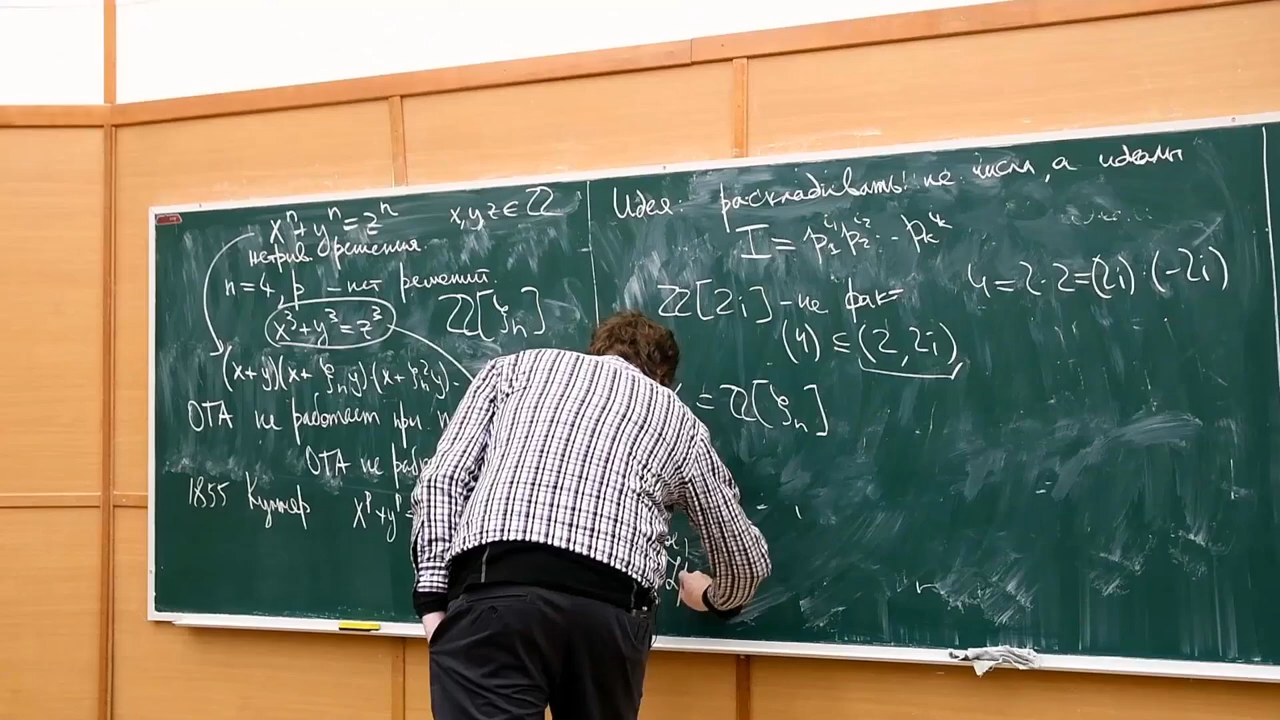 xⁿ + yⁿ = zⁿ x, y, z ∈ ℤ
нетрив решения.
n = 4, p – нет решений.
x³ + y³ = z³ ℤ[ζₙ]
(x+y)(x+ζₙy)(x+ζₙ²y)
ОТА не работает при
ОТА не раб
1855 Куммер xᵖ + yᵖ
Идея: раскладывать не числа, а идеалы
I = p₁^{i₁} p₂^{i₂} ... pₖ^{iₖ}
ℤ[2i] – не фак 4 = 2·2 = (2i)·(-2i)
(4) ⊆ (2, 2i)
= ℤ[ζₙ]